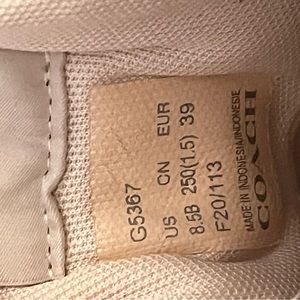 G5367
US CN EUR
8.5B 250(1.5) 39
F20/113
MADE IN INDONESIA/INDONESIE
COACH